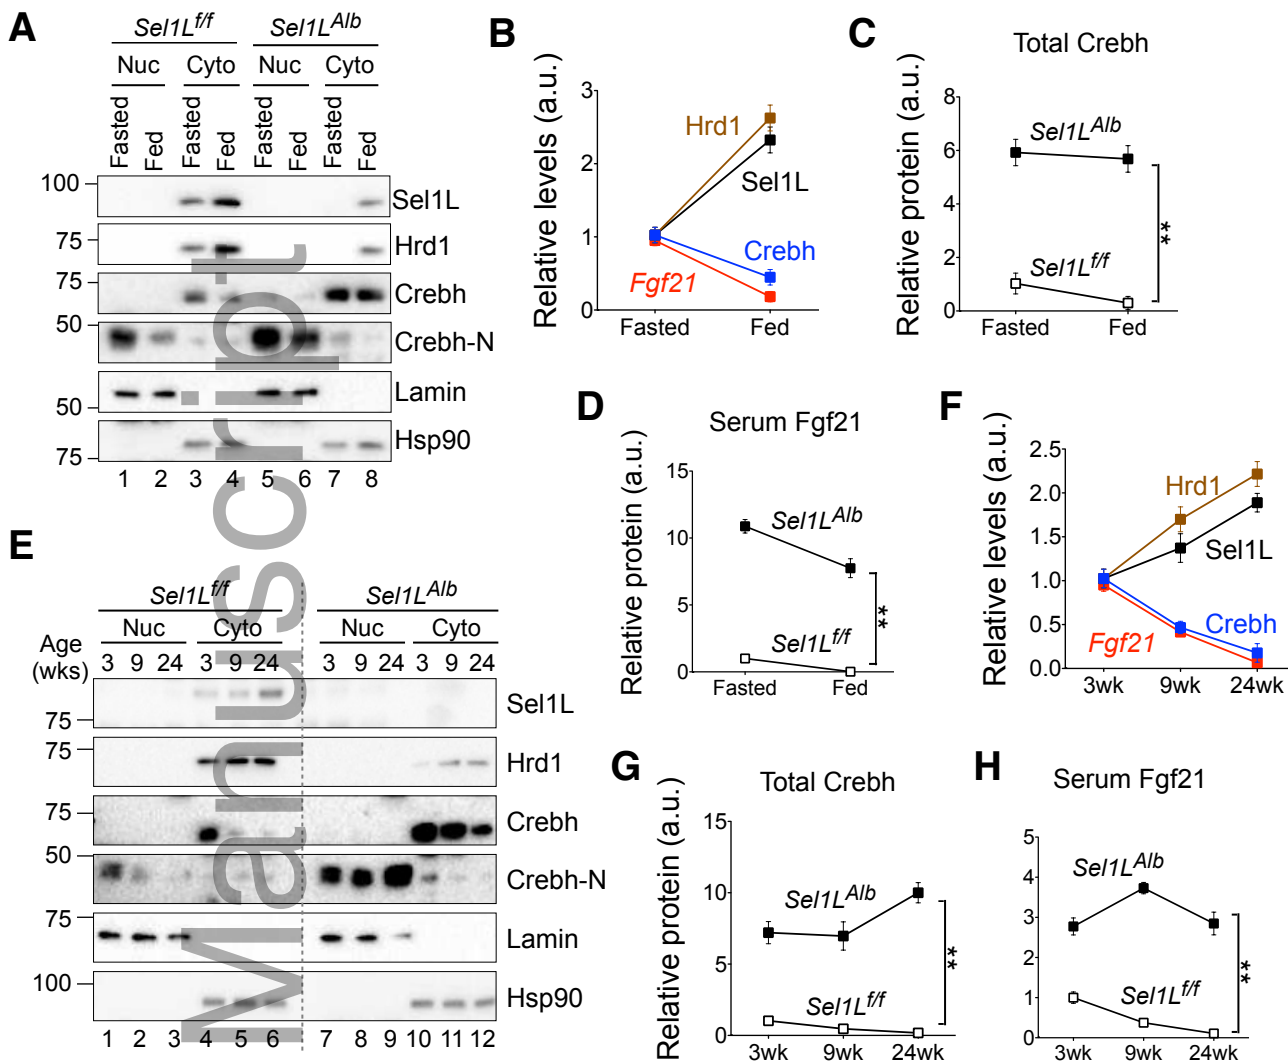 A
Sel1L^f/f Sel1L^Alb
Nuc Cyto Nuc Cyto
Fasted Fed Fasted Fed Fasted Fed Fasted Fed
100
Sel1L
75
Hrd1
75
Crebh
50
Crebh-N
Lamin
50
Hsp90
75
1 2 3 4 5 6 7 8
B
Relative levels (a.u.)
3
2
1
0
Hrd1
Sel1L
Crebh
Fgf21
Fasted Fed
C
Total Crebh
Relative protein (a.u.)
8
6
4
2
0
Sel1L^Alb
Sel1L^f/f
**
Fasted Fed
D
Serum Fgf21
Relative protein (a.u.)
15
10
5
0
Sel1L^Alb
Sel1L^f/f
**
Fasted Fed
E
Sel1L^f/f Sel1L^Alb
Nuc Cyto Nuc Cyto
Age
(wks)
3 9 24 3 9 24 3 9 24 3 9 24
Sel1L
75
75
Hrd1
75
Crebh
50
Crebh-N
75
Lamin
100
Hsp90
1 2 3 4 5 6 7 8 9 10 11 12
F
Relative levels (a.u.)
2.5
2.0
1.5
1.0
0.5
0.0
Hrd1
Sel1L
Crebh
Fgf21
3wk 9wk 24wk
G
Total Crebh
Relative protein (a.u.)
15
10
5
0
Sel1L^Alb
Sel1L^f/f
**
3wk 9wk 24wk
H
Serum Fgf21
5
4
3
2
1
0
Sel1L^Alb
Sel1L^f/f
**
3wk 9wk 24wk
Manuscript